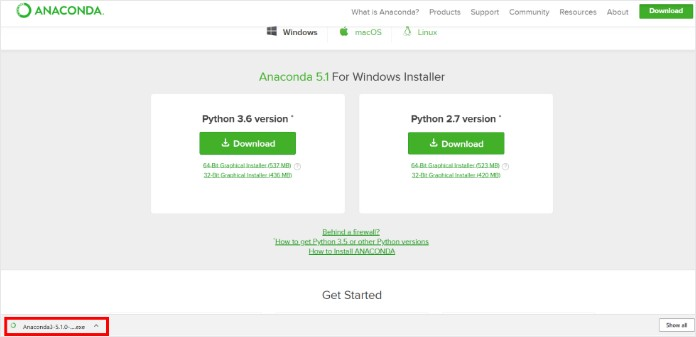 ANACONDA.
What is Anaconda? Products Support Community Resources About Download
Windows macOS Linux
Anaconda 5.1 For Windows Installer
Python 3.6 version * Python 2.7 version *
Download Download
64-Bit Graphical Installer (537 MB) ? 64-Bit Graphical Installer (523 MB) ?
32-Bit Graphical Installer (436 MB) 32-Bit Graphical Installer (420 MB)
Behind a firewall?
*How to get Python 3.5 or other Python versions
How to Install ANACONDA
Get Started
Anaconda3-5.1.0-....exe Show all